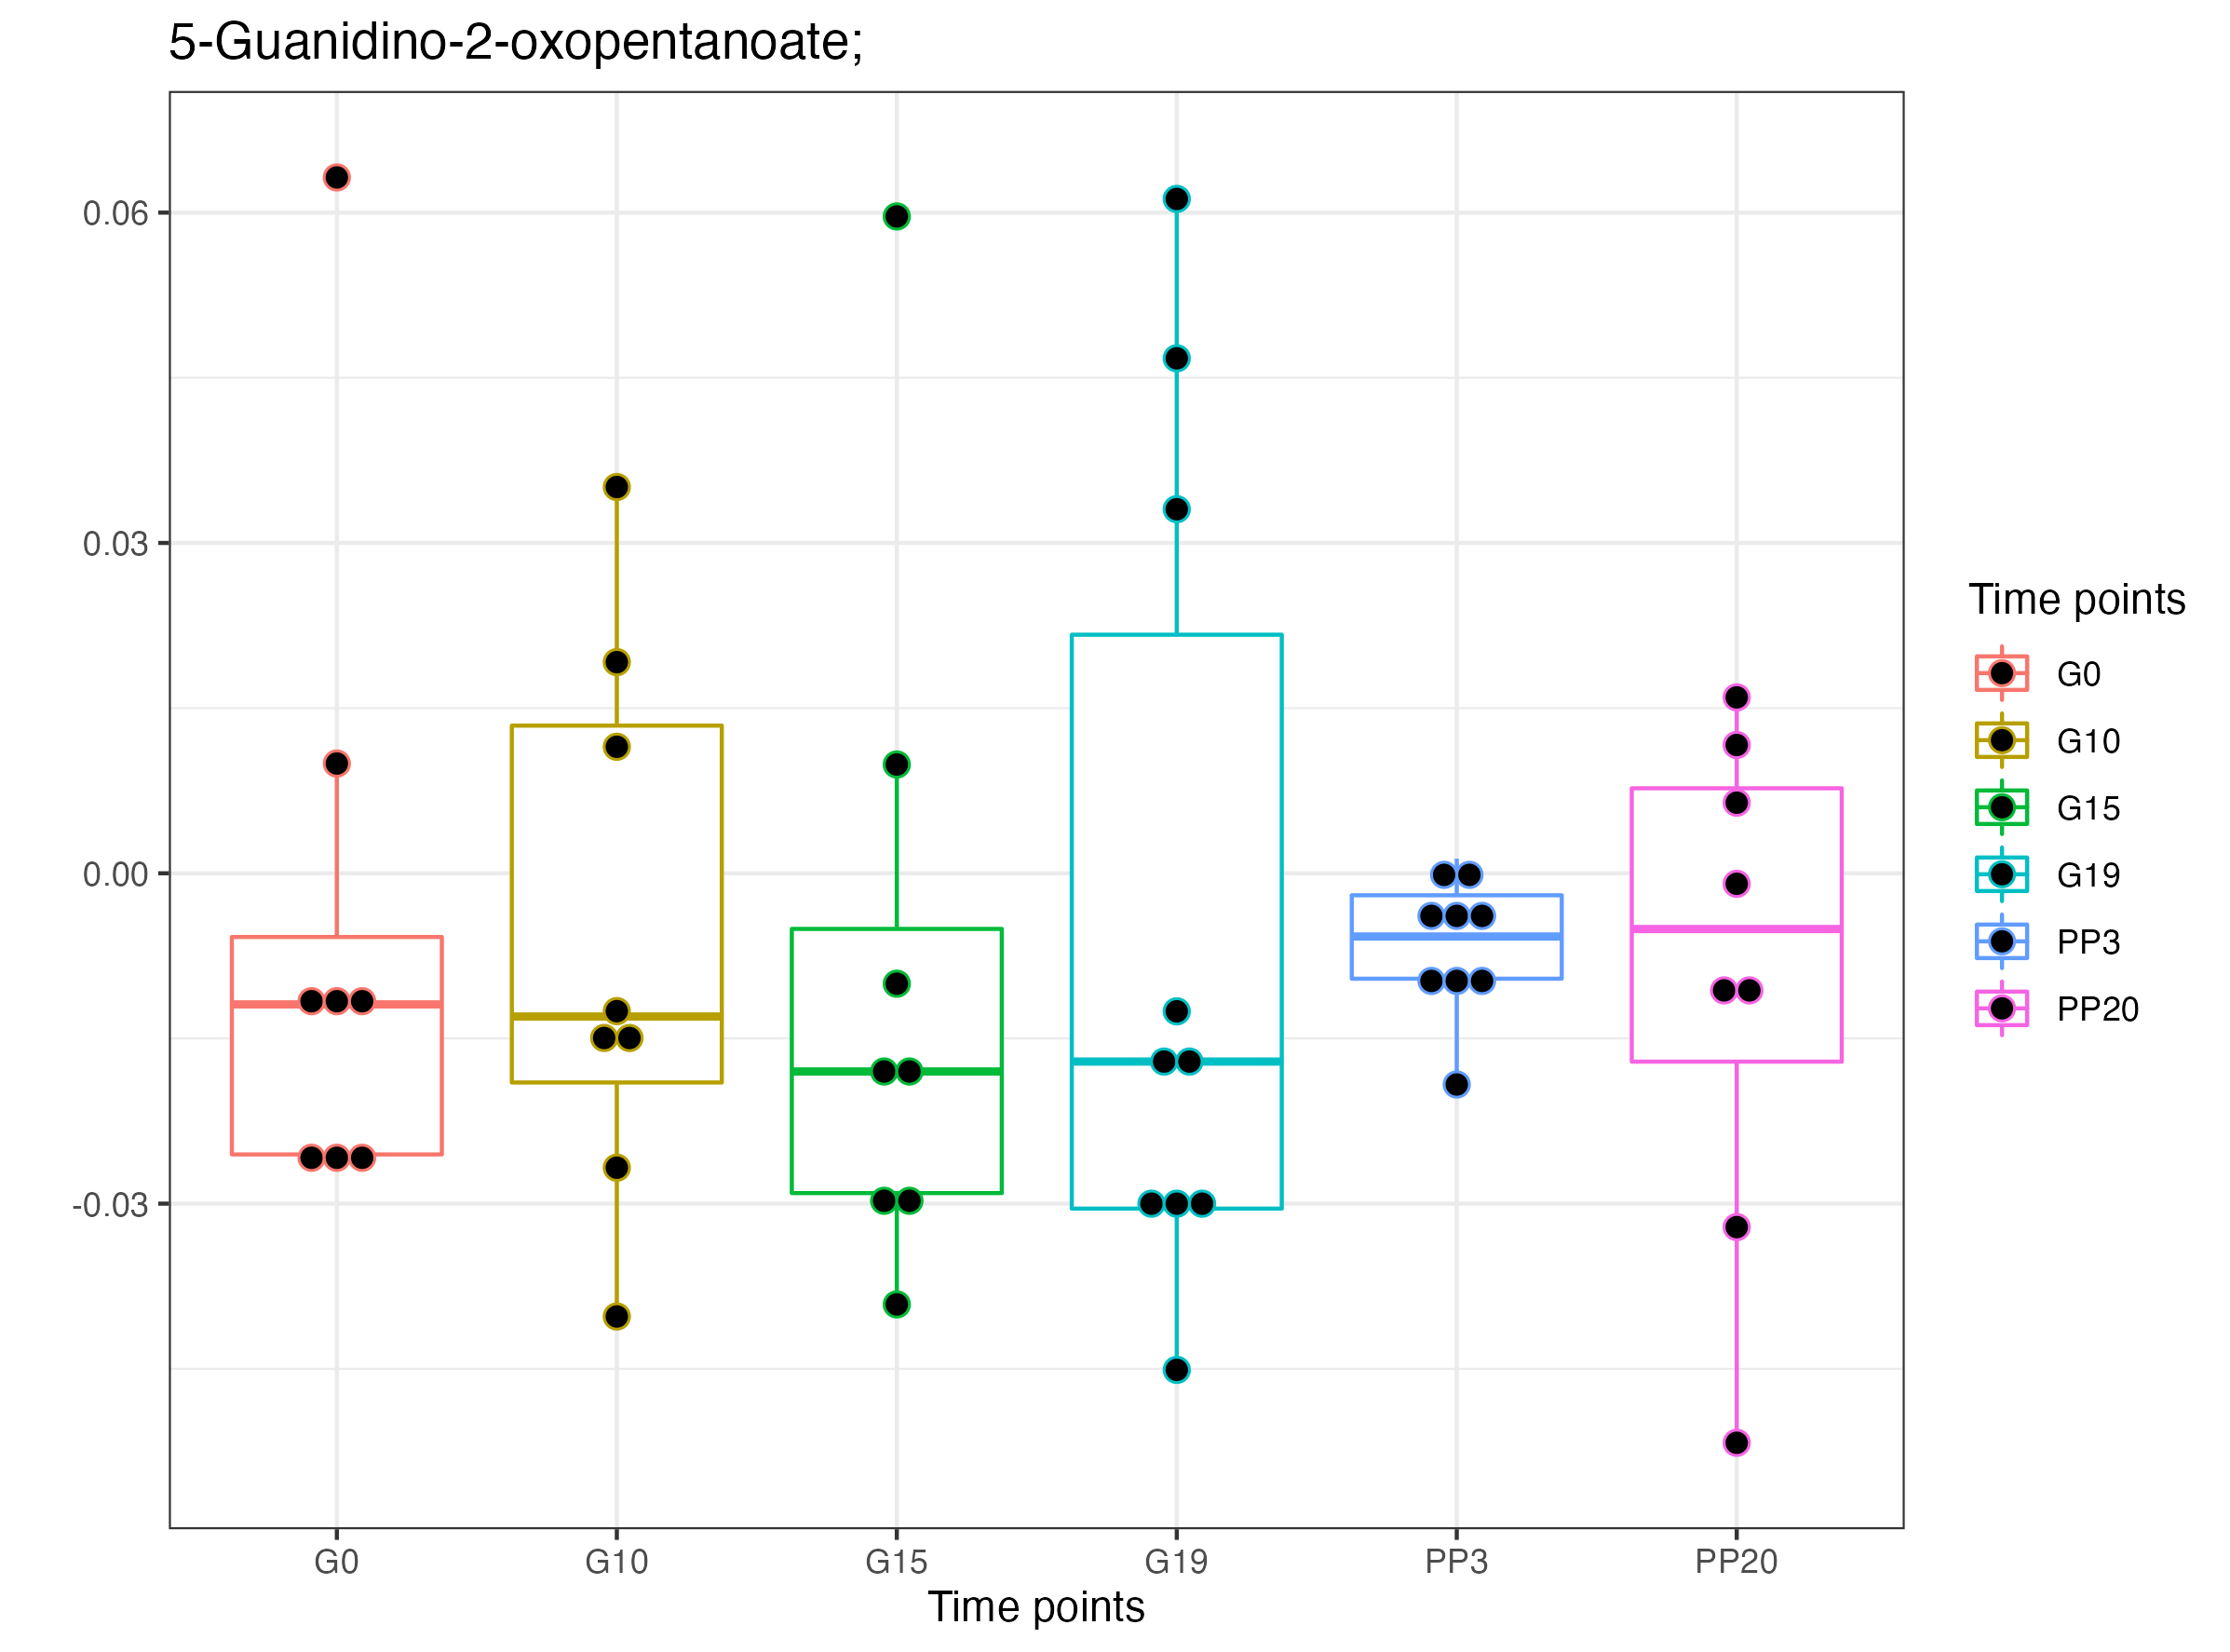 5-Guanidino-2-oxopentanoate;
0.06
0.03
0.00
-0.03
G0 G10 G15 G19 PP3 PP20
Time points
Time points
G0
G10
G15
G19
PP3
PP20